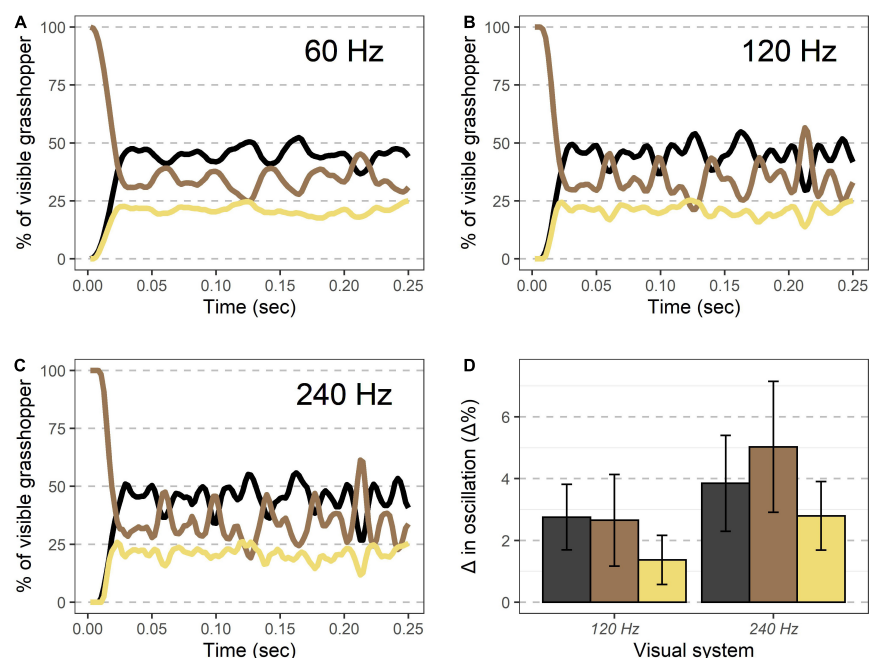 A
60 Hz
% of visible grasshopper
100
75
50
25
0
0.00 0.05 0.10 0.15 0.20 0.25
Time (sec)
B
120 Hz
% of visible grasshopper
100
75
50
25
0
0.00 0.05 0.10 0.15 0.20 0.25
Time (sec)
C
240 Hz
% of visible grasshopper
100
75
50
25
0
0.00 0.05 0.10 0.15 0.20 0.25
Time (sec)
D
Δ in oscillation (Δ%)
6
4
2
0
120 Hz 240 Hz
Visual system